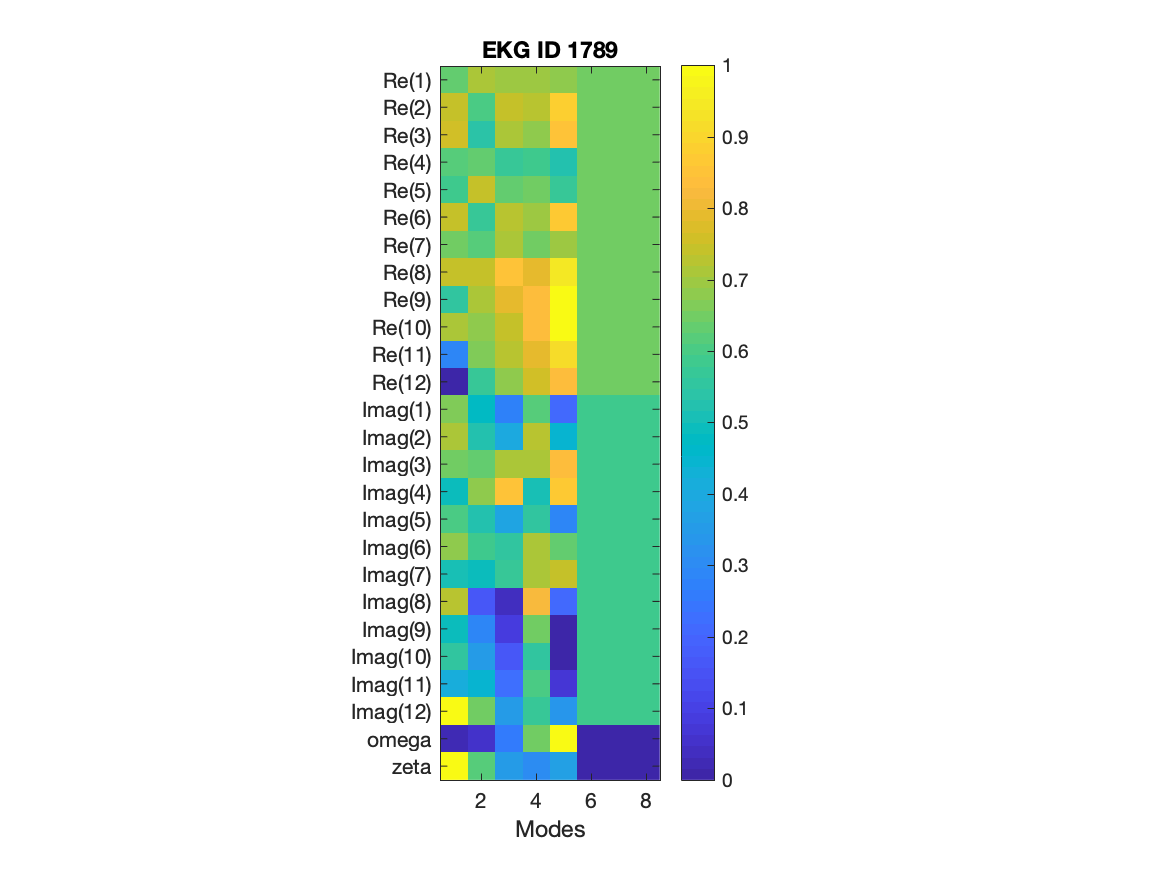 EKG ID 1789
Re(1)
Re(2)
Re(3)
Re(4)
Re(5)
Re(6)
Re(7)
Re(8)
Re(9)
Re(10)
Re(11)
Re(12)
Imag(1)
Imag(2)
Imag(3)
Imag(4)
Imag(5)
Imag(6)
Imag(7)
Imag(8)
Imag(9)
Imag(10)
Imag(11)
Imag(12)
omega
zeta
2 4 6 8
Modes
1
0.9
0.8
0.7
0.6
0.5
0.4
0.3
0.2
0.1
0